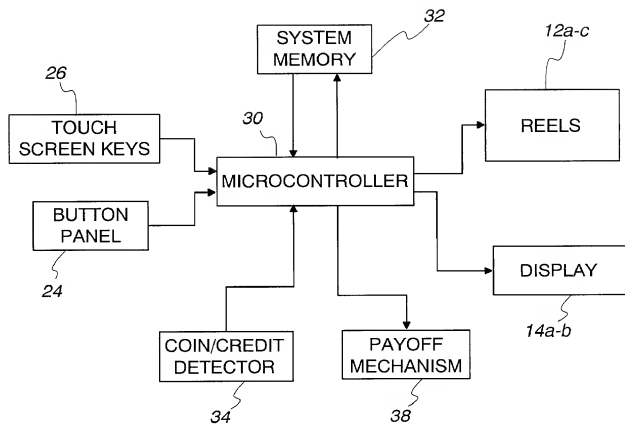 32
SYSTEM
MEMORY
12a-c
REELS
26
TOUCH
SCREEN KEYS
30
MICROCONTROLLER
BUTTON
PANEL
24
DISPLAY
14a-b
COIN/CREDIT
DETECTOR
34
PAYOFF
MECHANISM
38